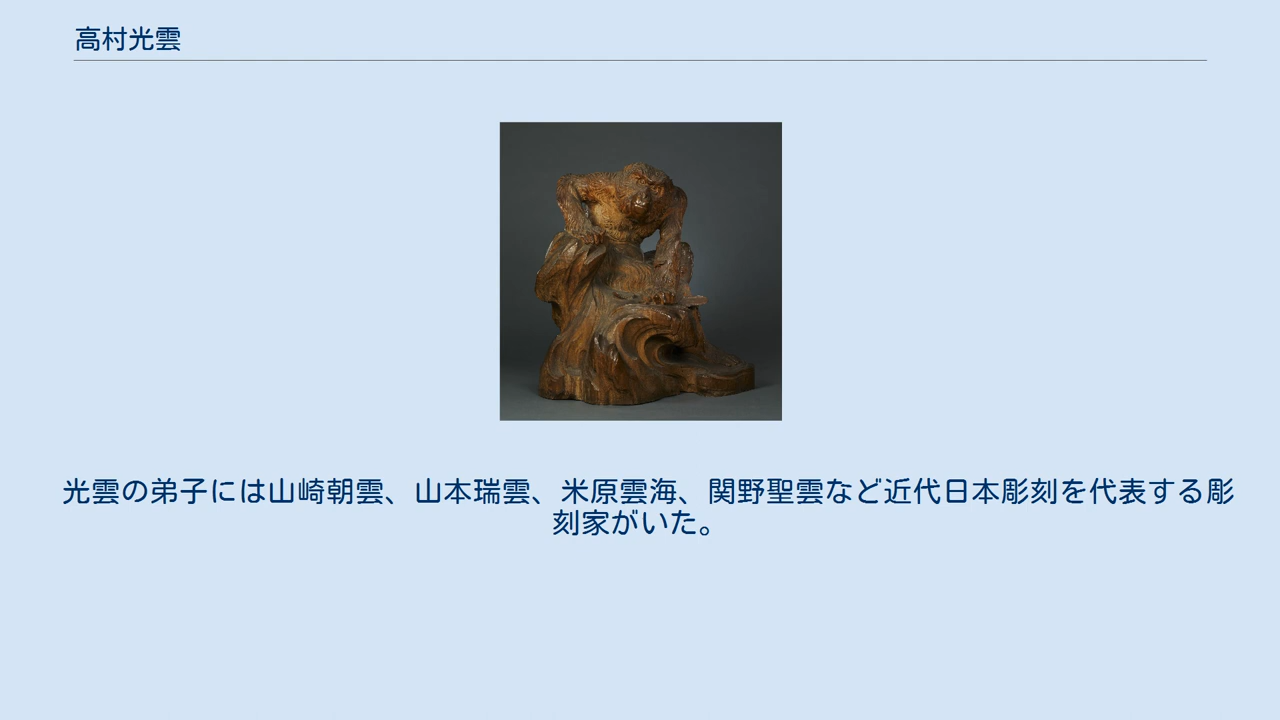 高村光雲
光雲の弟子には山崎朝雲、山本瑞雲、米原雲海、関野聖雲など近代日本彫刻を代表する彫
刻家がいた。